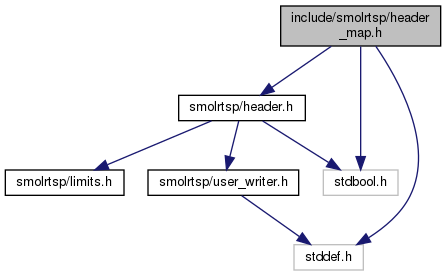 include/smolrtsp/header
_map.h
smolrtsp/header.h
smolrtsp/limits.h
smolrtsp/user_writer.h
stdbool.h
stddef.h